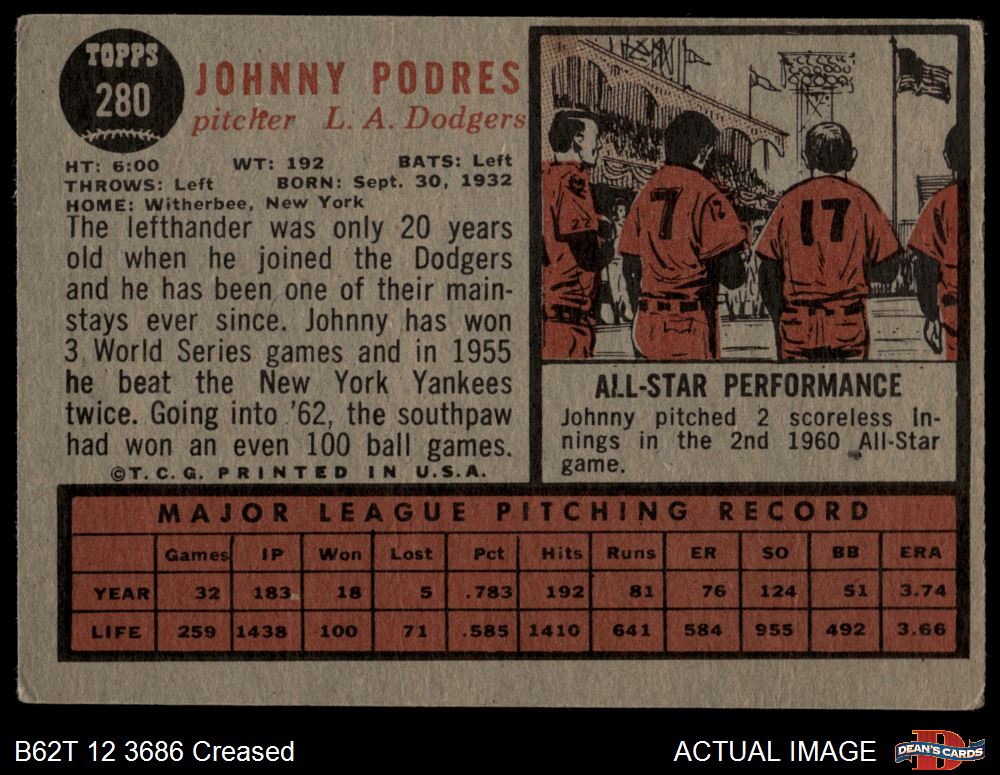 TOPPS
280
JOHNNY PODRES
pitcher L. A. Dodgers
HT: 6:00 WT: 192 BATS: Left
THROWS: Left BORN: Sept. 30, 1932
HOME: Witherbee, New York
The lefthander was only 20 years
old when he joined the Dodgers
and he has been one of their main-
stays ever since. Johnny has won
3 World Series games and in 1955
he beat the New York Yankees
twice. Going into '62, the southpaw
had won an even 100 ball games.
©T. C. G. PRINTED IN U.S.A.
22
7
12
17
ALL-STAR PERFORMANCE
Johnny pitched 2 scoreless in-
nings in the 2nd 1960 All-Star
game.
MAJOR LEAGUE PITCHING RECORD
Games IP Won Lost Pct Hits Runs ER SO BB ERA
YEAR 32 183 18 5 .783 192 81 76 124 51 3.74
LIFE 259 1438 100 71 .585 1410 641 584 955 492 3.66
B62T 12 3686 Creased
ACTUAL IMAGE
DEAN'S CARDS